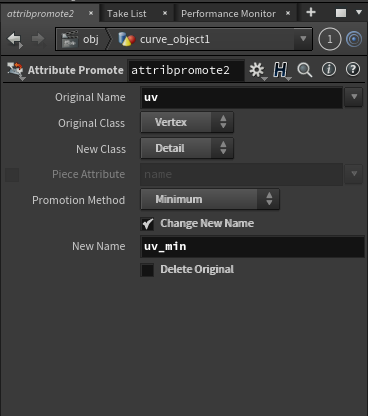 attribpromote2 × Take List × Performance Monitor × +
obj curve_object1 1
Attribute Promote attribpromote2
Original Name uv
Original Class Vertex
New Class Detail
Piece Attribute name
Promotion Method Minimum
Change New Name
New Name uv_min
Delete Original